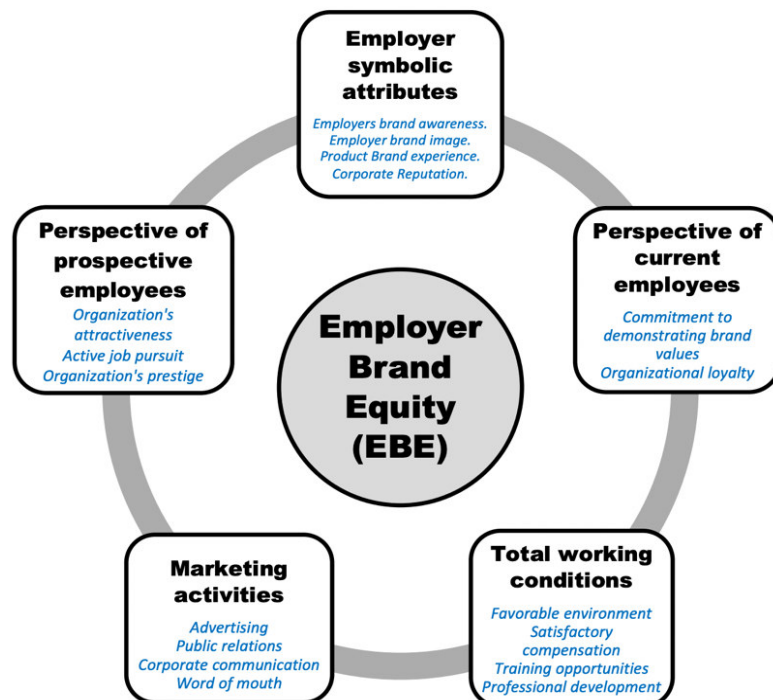 Employer
symbolic
attributes
Employers brand awareness.
Employer brand image.
Product Brand experience.
Corporate Reputation.
Perspective of
prospective
employees
Organization's
attractiveness
Active job pursuit
Organization's prestige
Perspective of
current
employees
Commitment to
demonstrating brand
values
Organizational loyalty
Employer
Brand
Equity
(EBE)
Marketing
activities
Advertising
Public relations
Corporate communication
Word of mouth
Total working
conditions
Favorable environment
Satisfactory
compensation
Training opportunities
Professional development